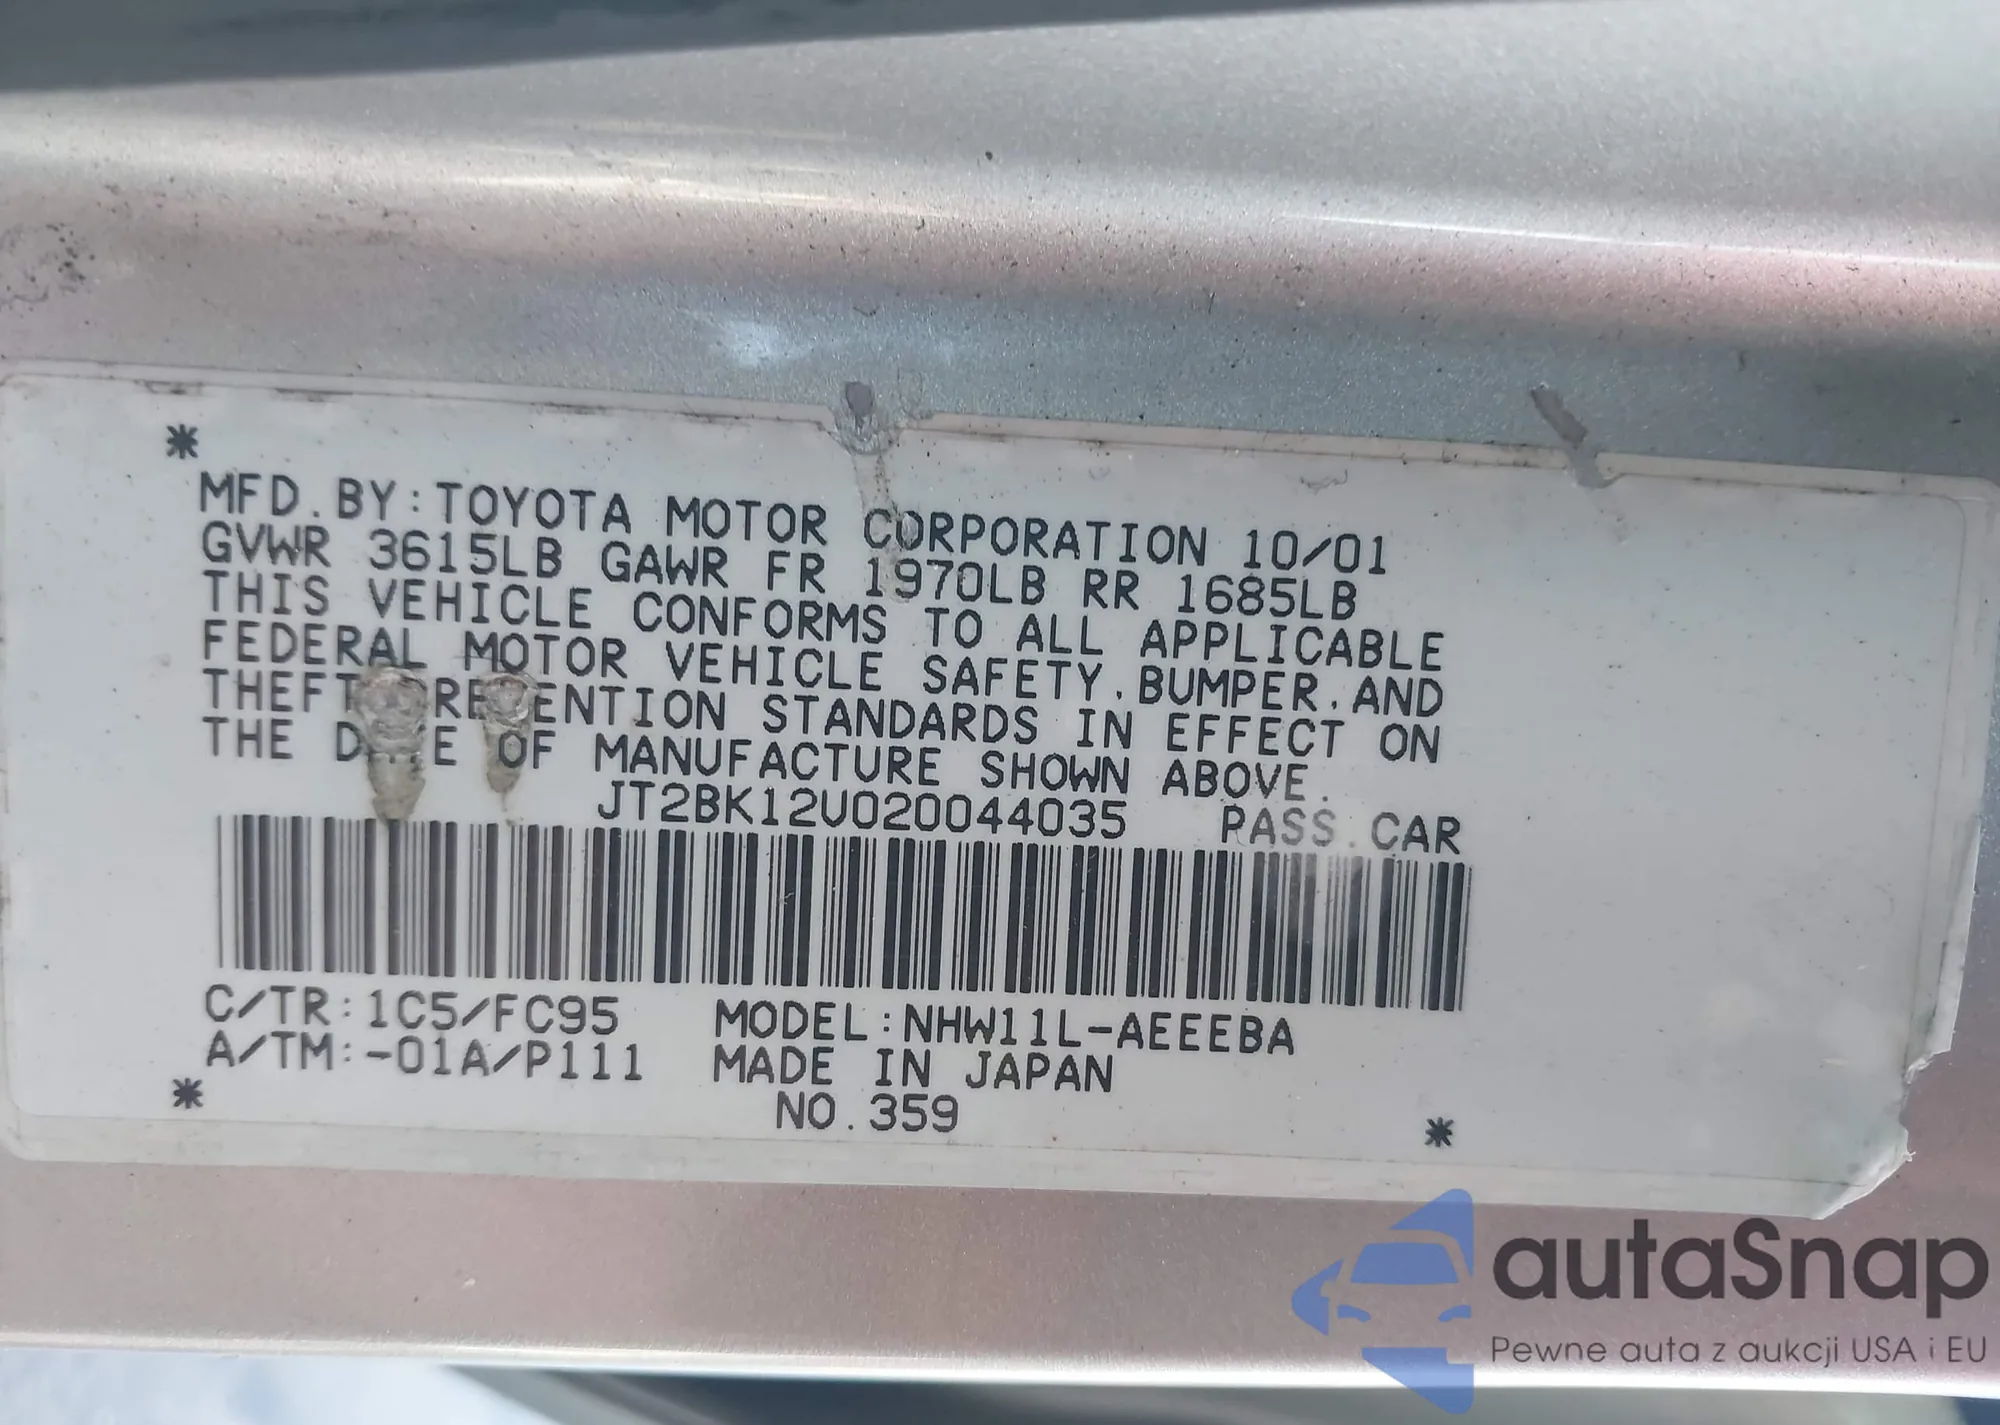 *
MFD.BY:TOYOTA MOTOR CORPORATION 10/01
GVWR 3615LB GAWR FR 1970LB RR 1685LB
THIS VEHICLE CONFORMS TO ALL APPLICABLE
FEDERAL MOTOR VEHICLE SAFETY,BUMPER,AND
THEFT PREVENTION STANDARDS IN EFFECT ON
THE DATE OF MANUFACTURE SHOWN ABOVE.
JT2BK12U020044035 PASS.CAR
C/TR:1C5/FC95 MODEL:NHW11L-AEEEBA
A/TM:-01A/P111 MADE IN JAPAN
NO.359
* *
autaSnap
Pewne auta z aukcji USA i EU